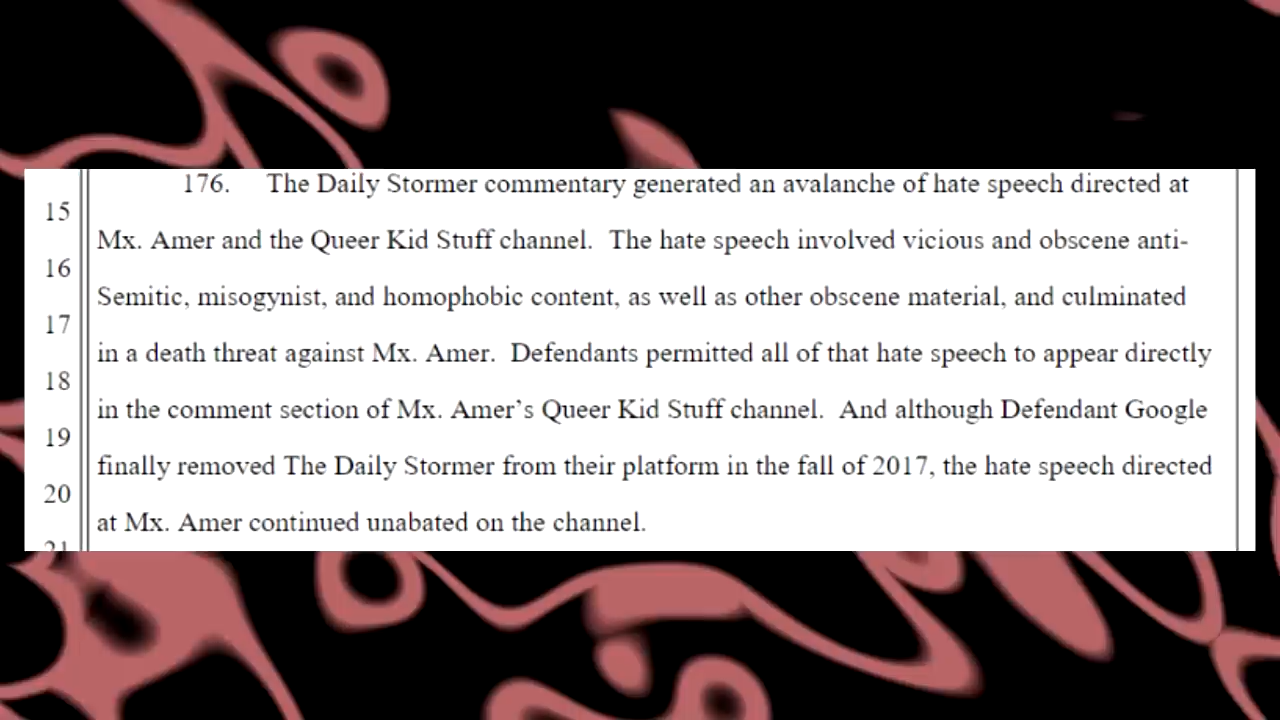 176. The Daily Stormer commentary generated an avalanche of hate speech directed at
15
Mx. Amer and the Queer Kid Stuff channel. The hate speech involved vicious and obscene anti-
16
Semitic, misogynist, and homophobic content, as well as other obscene material, and culminated
17
in a death threat against Mx. Amer. Defendants permitted all of that hate speech to appear directly
18
in the comment section of Mx. Amer’s Queer Kid Stuff channel. And although Defendant Google
19
finally removed The Daily Stormer from their platform in the fall of 2017, the hate speech directed
20
at Mx. Amer continued unabated on the channel.
21